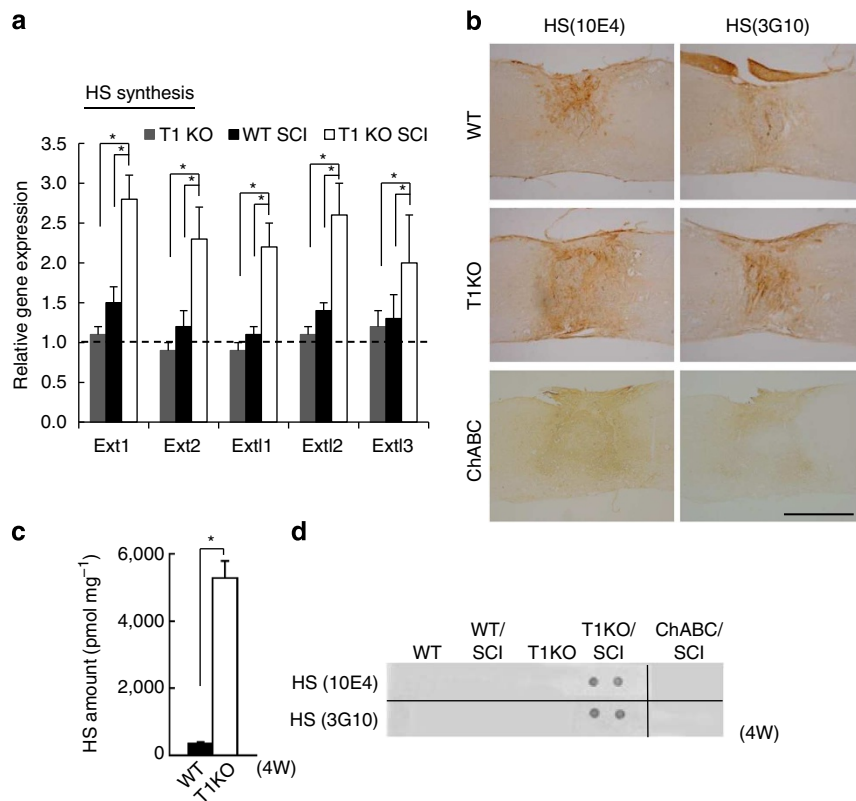 a
HS synthesis
T1 KO WT SCI T1 KO SCI
Relative gene expression
3.5
3.0
2.5
2.0
1.5
1.0
0.5
0.0
* * * * * * * * * *
Ext1 Ext2 Extl1 Extl2 Extl3
b
HS(10E4) HS(3G10)
WT
T1KO
ChABC
c
HS amount (pmol mg⁻¹)
6,000
4,000
2,000
0
*
WT T1KO (4W)
d
WT WT/SCI T1KO T1KO/SCI ChABC/SCI
HS (10E4)
HS (3G10)
(4W)